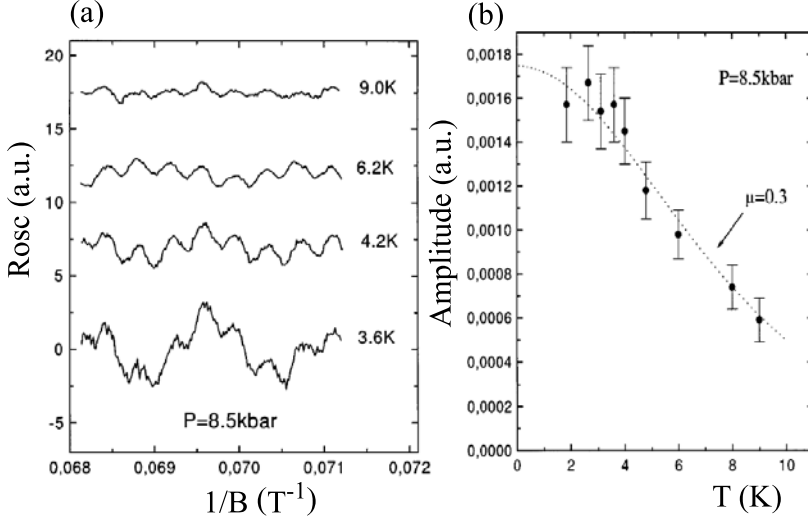 (a)
20
15
10
5
0
-5
Rosc (a.u.)
9.0K
6.2K
4.2K
3.6K
P=8.5kbar
0,068
0,069
0,070
0,071
0,072
1/B (T⁻¹)
(b)
0,0018
0,0016
0,0014
0,0012
0,0010
0,0008
0,0006
0,0004
0,0002
0,0000
Amplitude (a.u.)
P=8.5kbar
μ=0.3
0
2
4
6
8
10
T (K)